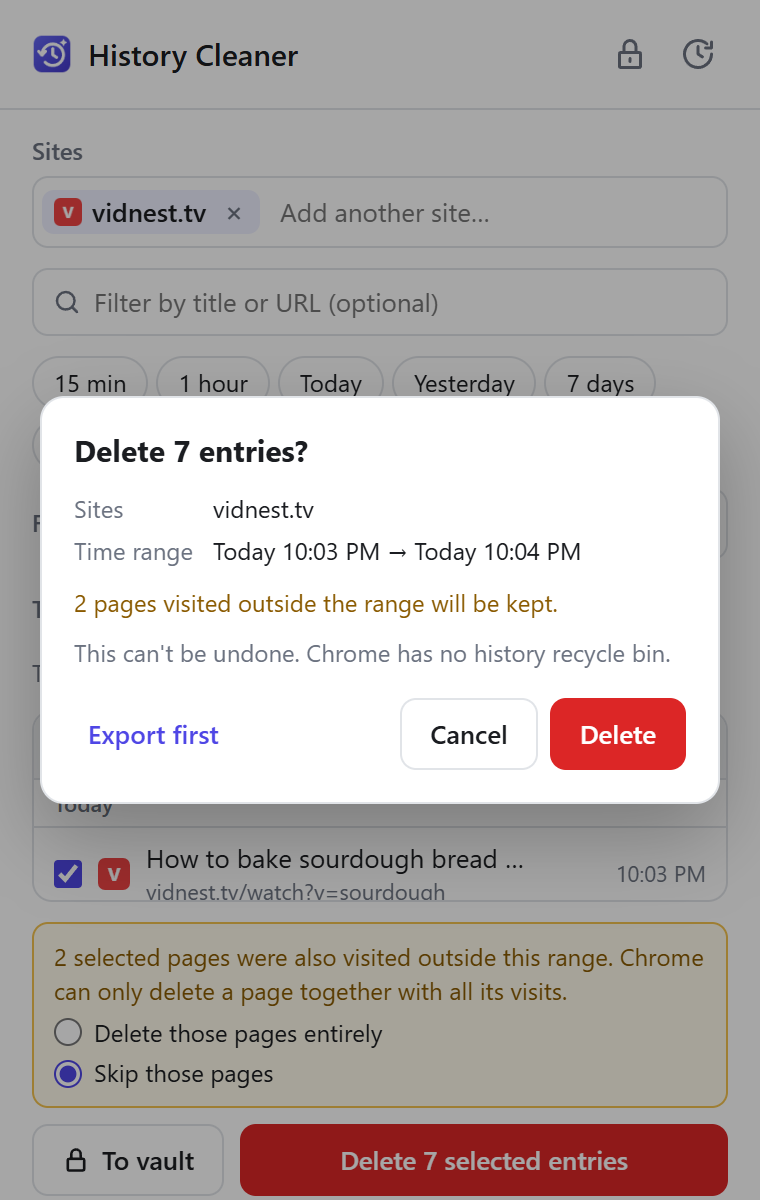 History Cleaner
Sites
v vidnest.tv × Add another site...
Filter by title or URL (optional)
15 min 1 hour Today Yesterday 7 days
Delete 7 entries?
Sites vidnest.tv
Time range Today 10:03 PM → Today 10:04 PM
2 pages visited outside the range will be kept.
This can't be undone. Chrome has no history recycle bin.
Export first Cancel Delete
Today
v How to bake sourdough bread ... 10:03 PM
vidnest.tv/watch?v=sourdough
2 selected pages were also visited outside this range. Chrome
can only delete a page together with all its visits.
Delete those pages entirely
Skip those pages
To vault Delete 7 selected entries